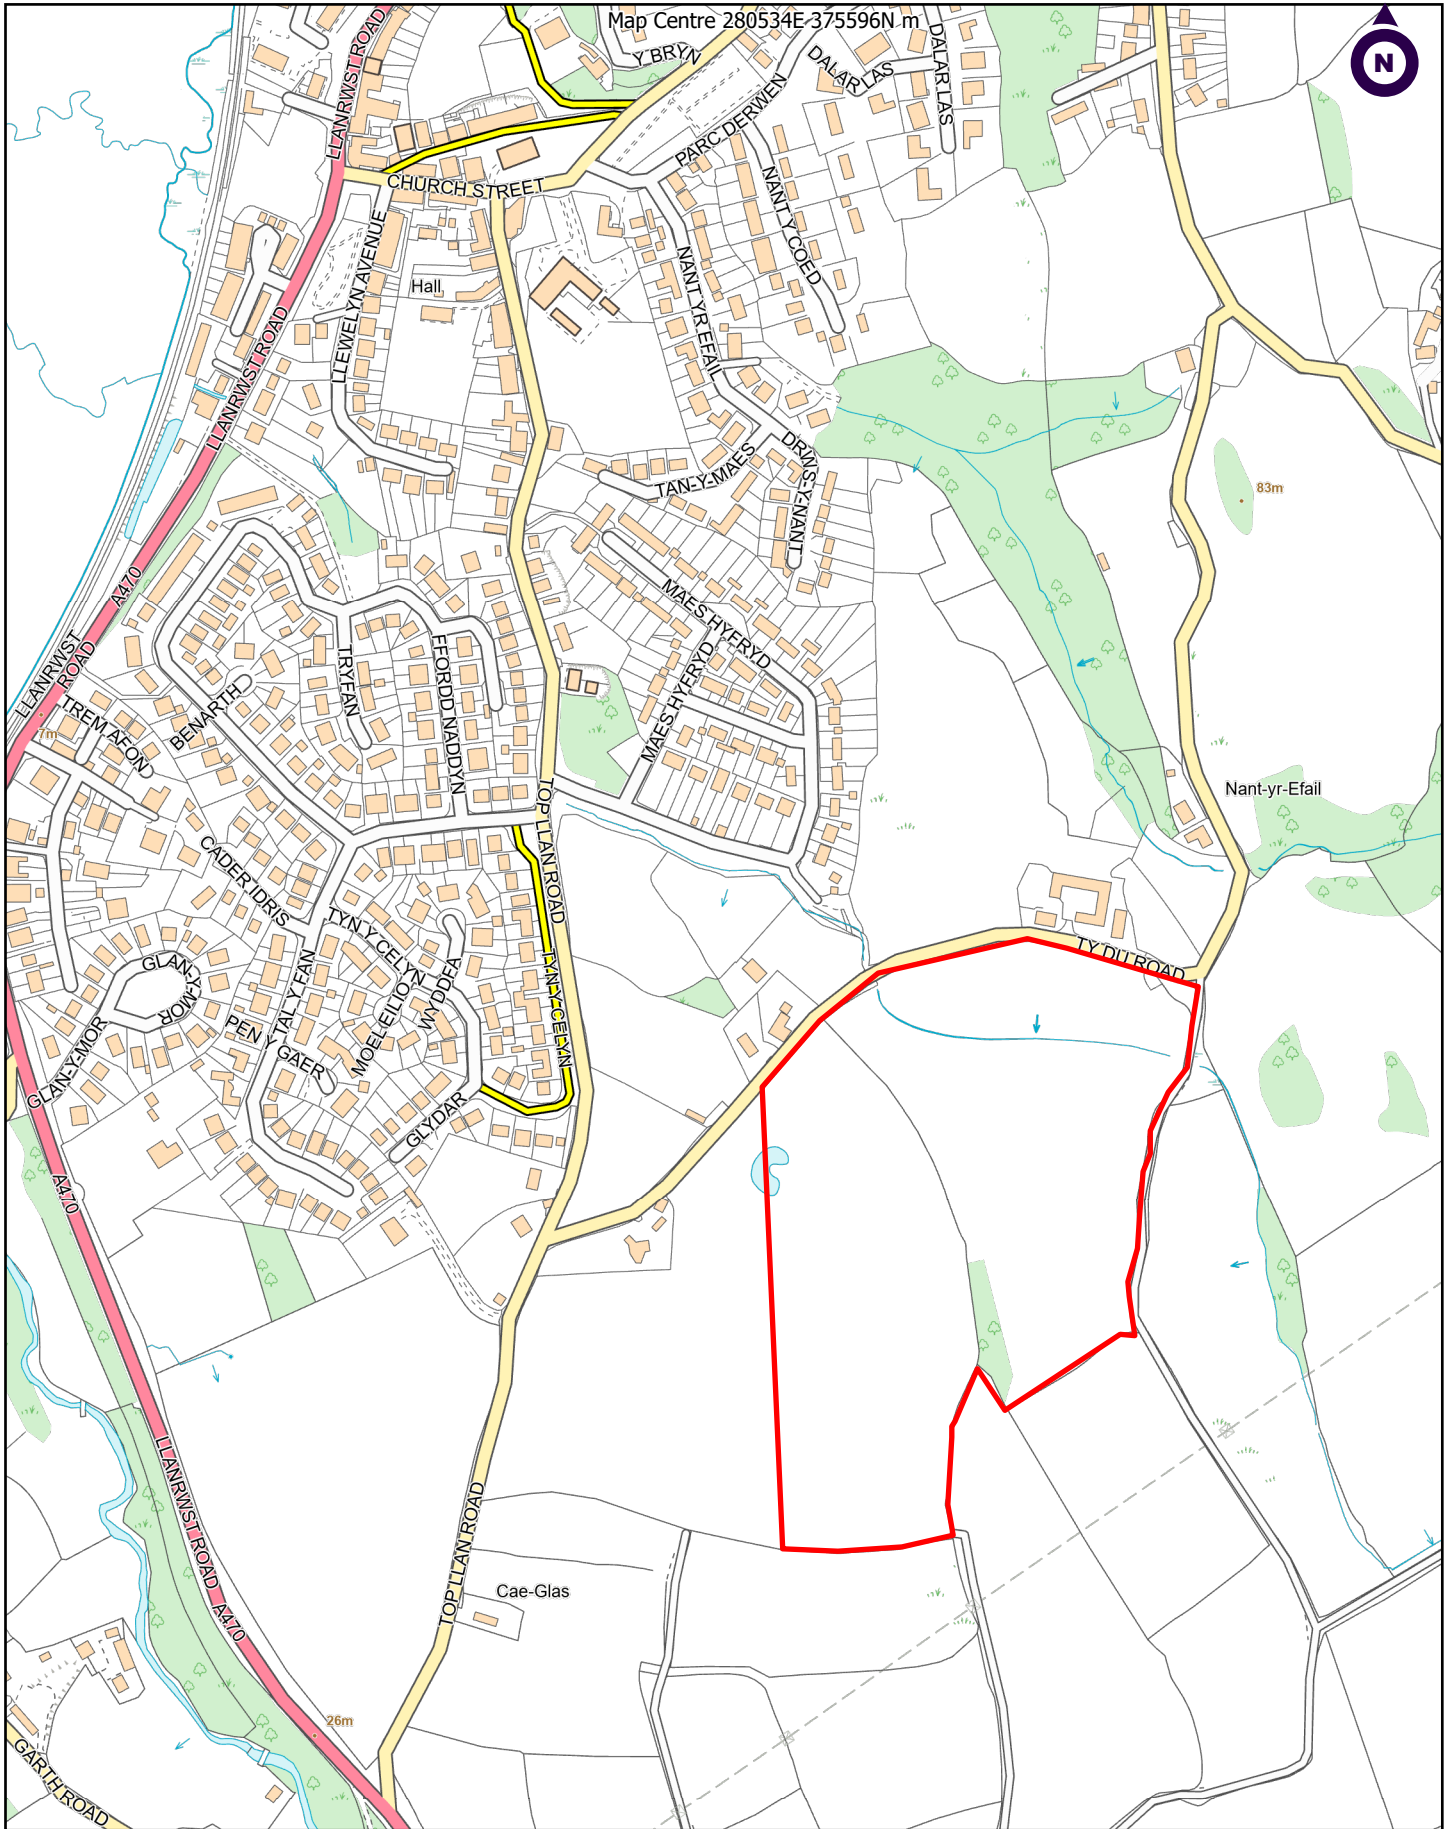 Map Centre 280534E 375596N m
N
LLANRWST ROAD
Y BRYN
DALAR LAS
DALAR LAS
PARC DERWEN
CHURCH STREET
NANT Y COED
LLEWELYN AVENUE
Hall
NANT YR EFAIL
LLANRWST ROAD
DRWS-Y-NANT
TAN-Y-MAES
83m
A470
MAES HYFRYD
LLANRWST
ROAD
TRYFAN
FFORDD NADDYN
MAES HYFRYD
BENARTH
TREM AFON
7m
TOP LLAN ROAD
Nant-yr-Efail
CADER IDRIS
TYN Y CELYN
TY DU ROAD
GLAN-Y-MOR
TAL Y FAN
WYDDFA
MOEL EILIO
TYN-Y-CELYN
PEN Y GAER
GLAN-Y-MOR
GLYDAR
A470
LLANRWST ROAD
TOP LLAN ROAD
Cae-Glas
A470
26m
GARTH ROAD